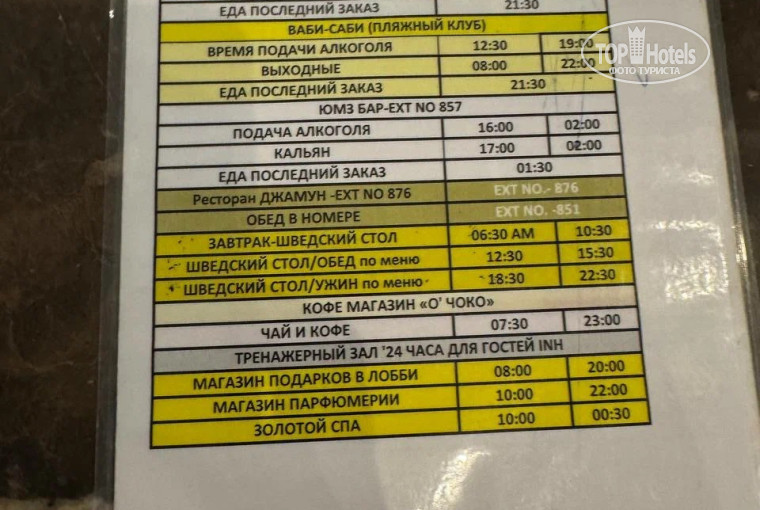 ЕДА ПОСЛЕДНИЙ ЗАКАЗ 21:30
ВАБИ-САБИ (ПЛЯЖНЫЙ КЛУБ)
ВРЕМЯ ПОДАЧИ АЛКОГОЛЯ 12:30 19:00
ВЫХОДНЫЕ 08:00 22:00
ЕДА ПОСЛЕДНИЙ ЗАКАЗ 21:30
ЮМЗ БАР-EXT NO 857
ПОДАЧА АЛКОГОЛЯ 16:00 02:00
КАЛЬЯН 17:00 02:00
ЕДА ПОСЛЕДНИЙ ЗАКАЗ 01:30
Ресторан ДЖАМУН -EXT NO 876 EXT NO.- 876
ОБЕД В НОМЕРЕ EXT NO. -851
ЗАВТРАК-ШВЕДСКИЙ СТОЛ 06:30 AM 10:30
ШВЕДСКИЙ СТОЛ/ОБЕД по меню 12:30 15:30
ШВЕДСКИЙ СТОЛ/УЖИН по меню 18:30 22:30
КОФЕ МАГАЗИН «О' ЧОКО»
ЧАЙ И КОФЕ 07:30 23:00
ТРЕНАЖЕРНЫЙ ЗАЛ '24 ЧАСА ДЛЯ ГОСТЕЙ INH
МАГАЗИН ПОДАРКОВ В ЛОББИ 08:00 20:00
МАГАЗИН ПАРФЮМЕРИИ 10:00 22:00
ЗОЛОТОЙ СПА 10:00 00:30
TOP Hotels
ФОТО ТУРИСТА